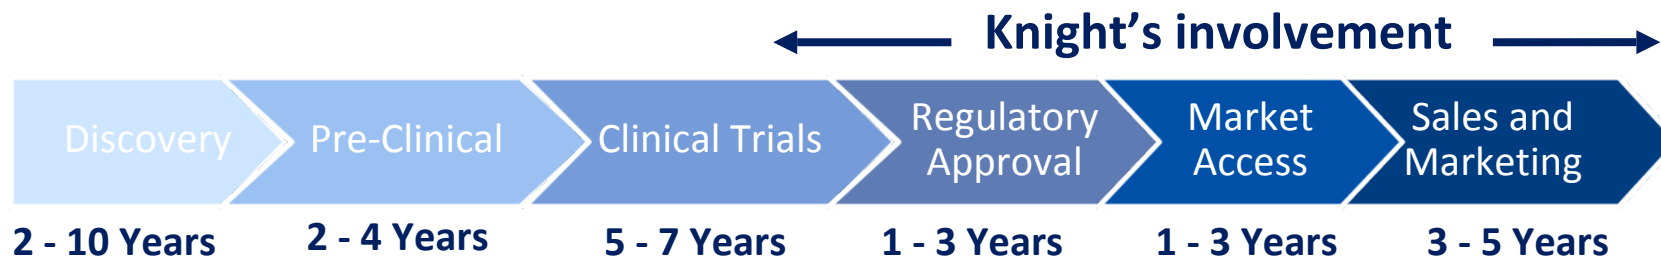 Knight’s involvement
Discovery
Pre-Clinical
Clinical Trials
Regulatory
Approval
Market
Access
Sales and
Marketing
2 - 10 Years
2 - 4 Years
5 - 7 Years
1 - 3 Years
1 - 3 Years
3 - 5 Years